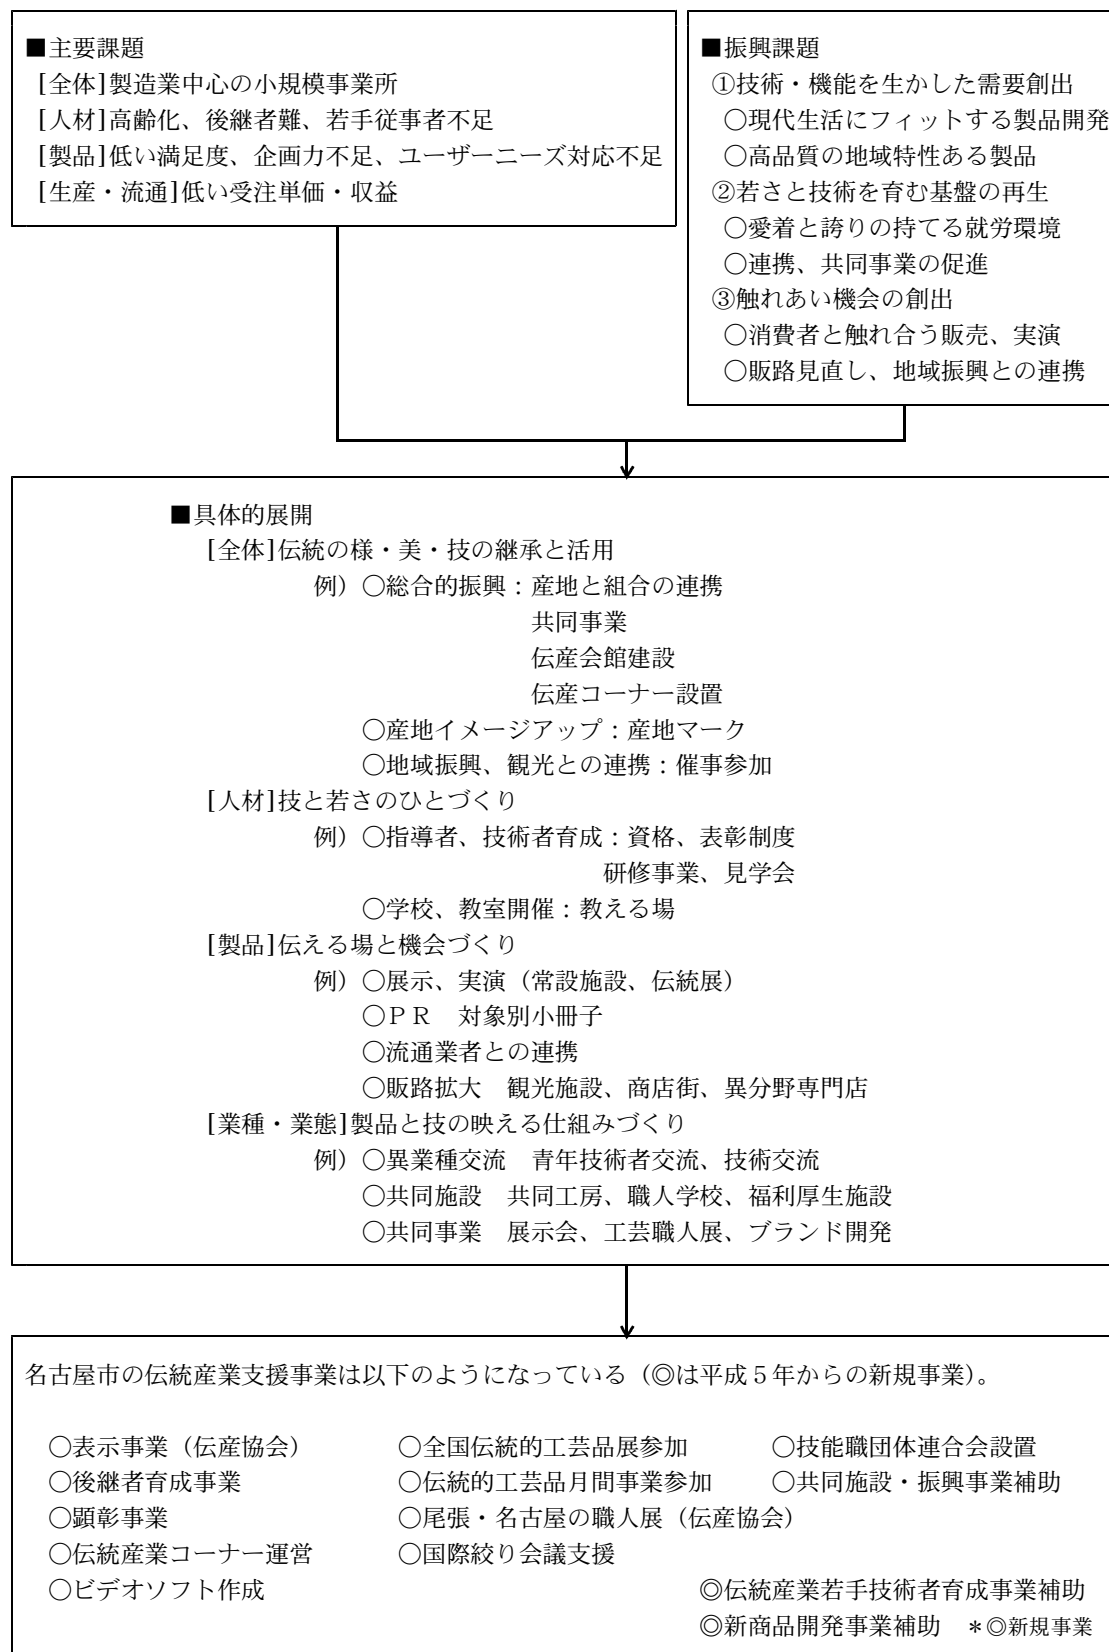 ■主要課題
[全体]製造業中心の小規模事業所
[人材]高齢化、後継者難、若手従事者不足
[製品]低い満足度、企画力不足、ユーザーニーズ対応不足
[生産・流通]低い受注単価・収益
■振興課題
①技術・機能を生かした需要創出
○現代生活にフィットする製品開発
○高品質の地域特性ある製品
②若さと技術を育む基盤の再生
○愛着と誇りの持てる就労環境
○連携、共同事業の促進
③触れあい機会の創出
○消費者と触れ合う販売、実演
○販路見直し、地域振興との連携
■具体的展開
[全体]伝統の様・美・技の継承と活用
例）○総合的振興：産地と組合の連携
共同事業
伝産会館建設
伝産コーナー設置
○産地イメージアップ：産地マーク
○地域振興、観光との連携：催事参加
[人材]技と若さのひとづくり
例）○指導者、技術者育成：資格、表彰制度
研修事業、見学会
○学校、教室開催：教える場
[製品]伝える場と機会づくり
例）○展示、実演（常設施設、伝統展）
○ＰＲ　対象別小冊子
○流通業者との連携
○販路拡大　観光施設、商店街、異分野専門店
[業種・業態]製品と技の映える仕組みづくり
例）○異業種交流　青年技術者交流、技術交流
○共同施設　共同工房、職人学校、福利厚生施設
○共同事業　展示会、工芸職人展、ブランド開発
名古屋市の伝統産業支援事業は以下のようになっている（◎は平成５年からの新規事業）。
○表示事業（伝産協会）　○全国伝統的工芸品展参加　○技能職団体連合会設置
○後継者育成事業　○伝統的工芸品月間事業参加　○共同施設・振興事業補助
○顕彰事業　○尾張・名古屋の職人展（伝産協会）
○伝統産業コーナー運営　○国際絞り会議支援
○ビデオソフト作成　◎伝統産業若手技術者育成事業補助
◎新商品開発事業補助　＊◎新規事業